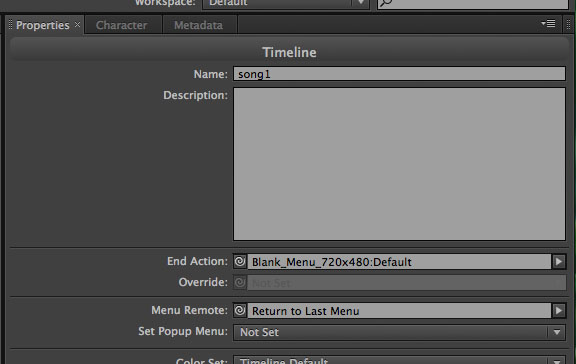 Workspace: Default
Properties × Character Metadata
Timeline
Name: song1
Description:
End Action: Blank_Menu_720x480:Default
Override: Not Set
Menu Remote: Return to Last Menu
Set Popup Menu: Not Set
Color Set: Timeline Default